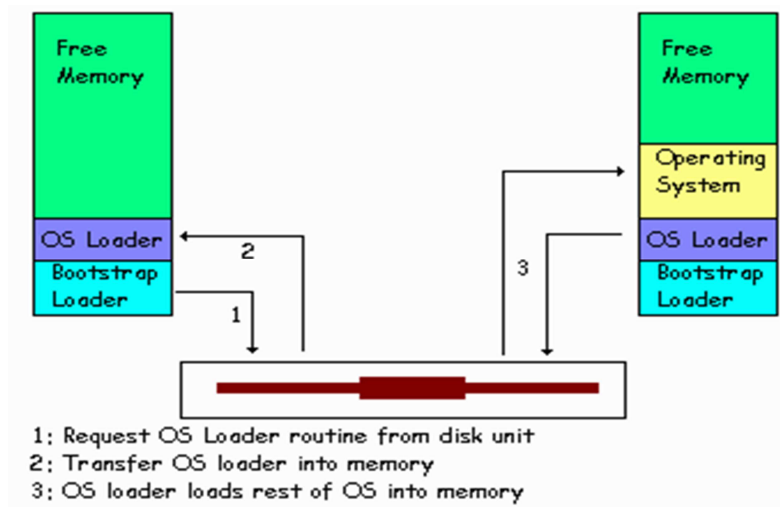 Free
Memory
OS Loader
Bootstrap
Loader
2
1
3
Free
Memory
Operating
System
OS Loader
Bootstrap
Loader
1: Request OS Loader routine from disk unit
2: Transfer OS loader into memory
3: OS loader loads rest of OS into memory